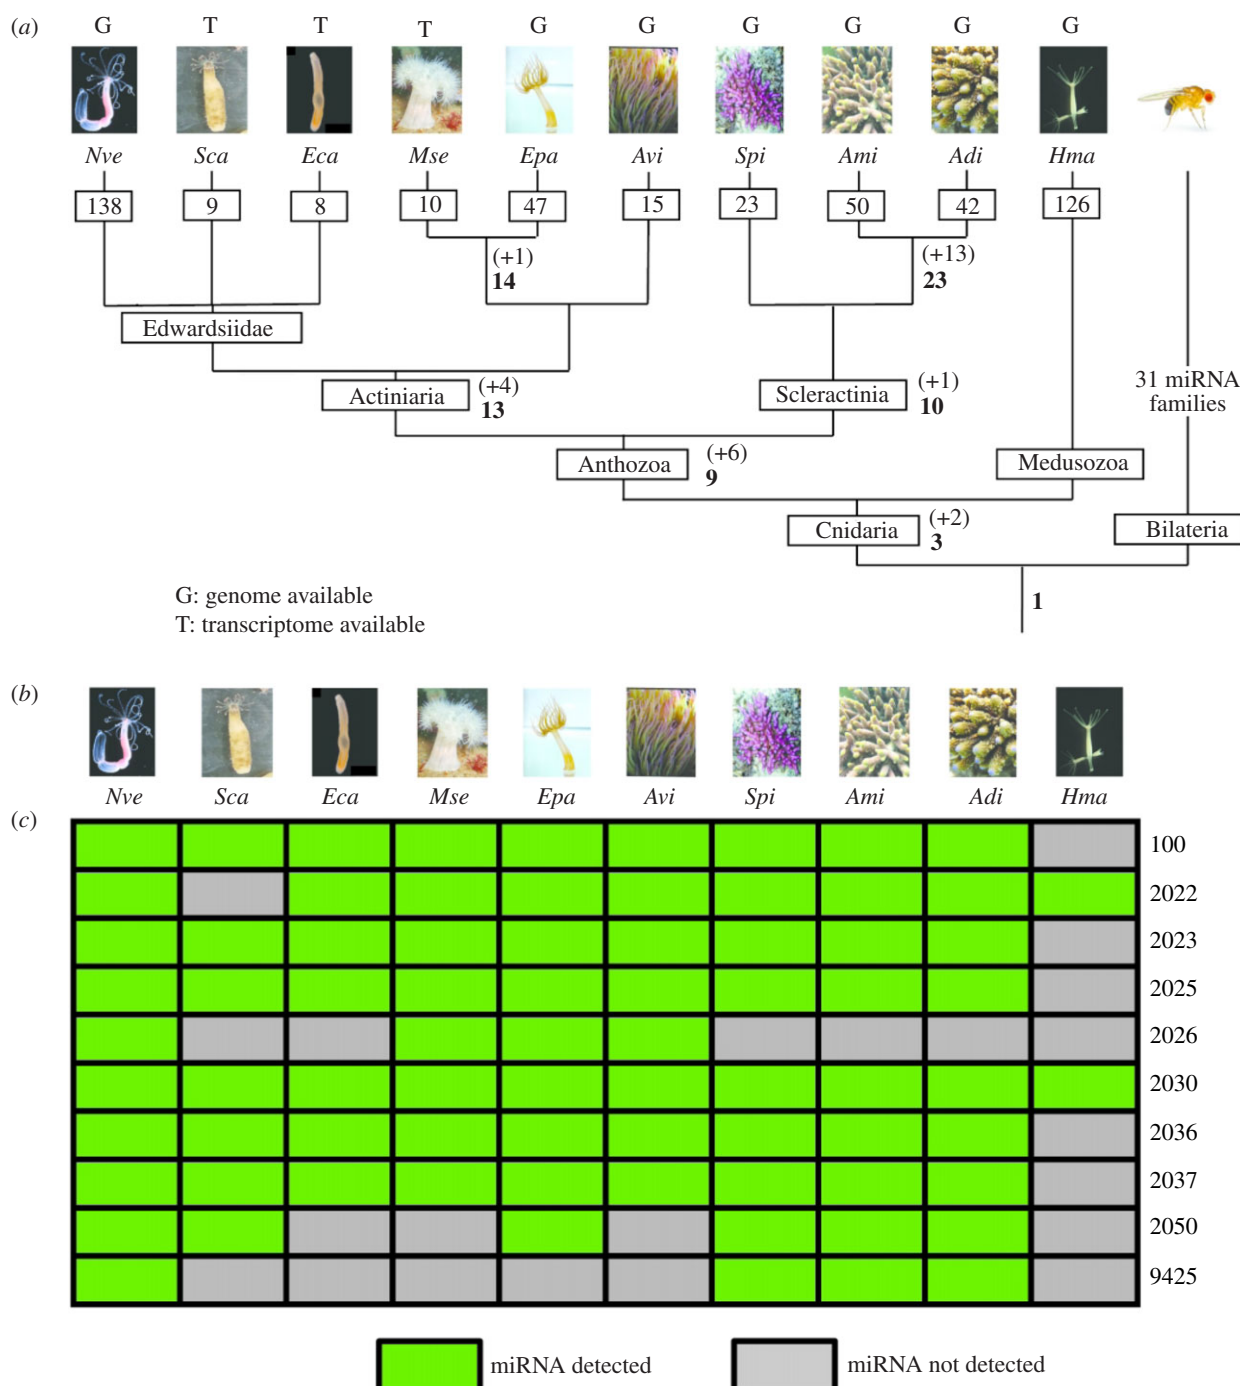 (a) G T T T G G G G G G
Nve Sca Eca Mse Epa Avi Spi Ami Adi Hma
138 9 8 10 47 15 23 50 42 126
(+1) (+13)
14 23
Edwardsiidae
31 miRNA
families
Actiniaria (+4) Scleractinia (+1)
13 10
Anthozoa (+6) Medusozoa
9
Cnidaria (+2) Bilateria
3
G: genome available
T: transcriptome available
1
(b)
Nve Sca Eca Mse Epa Avi Spi Ami Adi Hma
(c)
100
2022
2023
2025
2026
2030
2036
2037
2050
9425
miRNA detected miRNA not detected